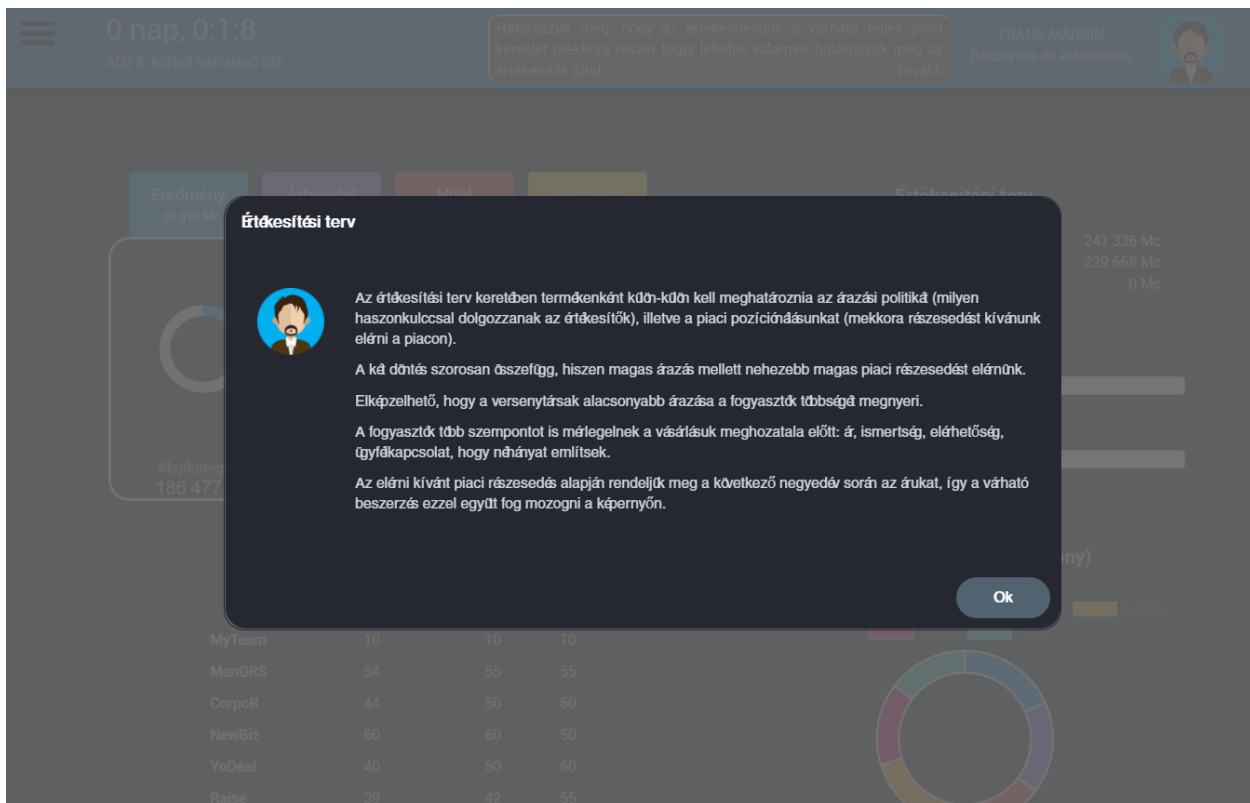 0 nap, 0:1:8
A(z) 4. körből hátralévő idő
Határozzuk meg, hogy az értékesítésünk a várható teljes piaci
kereslet mekkora részét fogja lefedni, valamint határozzuk meg az
értékesítők által...
Tovább
FRANK MARGIN
Beszerzés és értékesítés
Eredmény
-24 910 Mc
Árbevétel
Hitel
Értékesítési terv
241 336 Mc
239 668 Mc
0 Mc
Értékesítési terv
Az értékesítési terv keretében termékenként külön-külön kell meghatároznia az árazási politikát (milyen
haszonkulccsal dolgozzanak az értékesítők), illetve a piaci pozíciónálásunkat (mekkora részesedést kívánunk
elérni a piacon).
A két döntés szorosan összefügg, hiszen magas árazás mellett nehezebb magas piaci részesedést elérnünk.
Elképzelhető, hogy a versenytársak alacsonyabb árazása a fogyasztók többségét megnyeri.
A fogyasztók több szempontot is mérlegelnek a vásárlásuk meghozatala előtt: ár, ismertség, elérhetőség,
ügyfélkapcsolat, hogy néhányat említsek.
Az elérni kívánt piaci részesedés alapján rendeljük meg a következő negyedév során az árukat, így a várható
beszerzés ezzel együtt fog mozogni a képernyőn.
Ok
Alapkateg
186 477
ny)
MyTeam 10 10 10
ManGRS 54 55 55
CorpoR 44 50 60
NewBiz 60 60 50
YoDeal 40 50 60
Raise 39 42 55